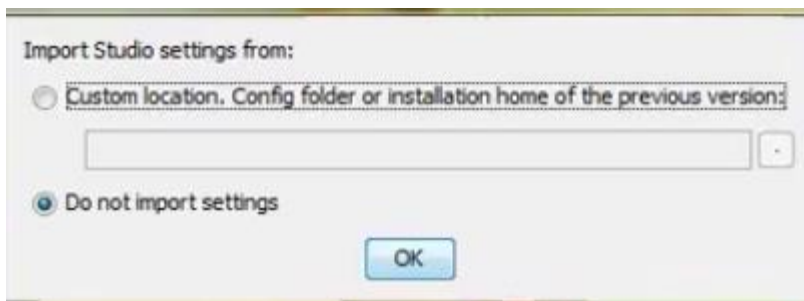 Import Studio settings from:
Custom location. Config folder or installation home of the previous version:
Do not import settings
OK